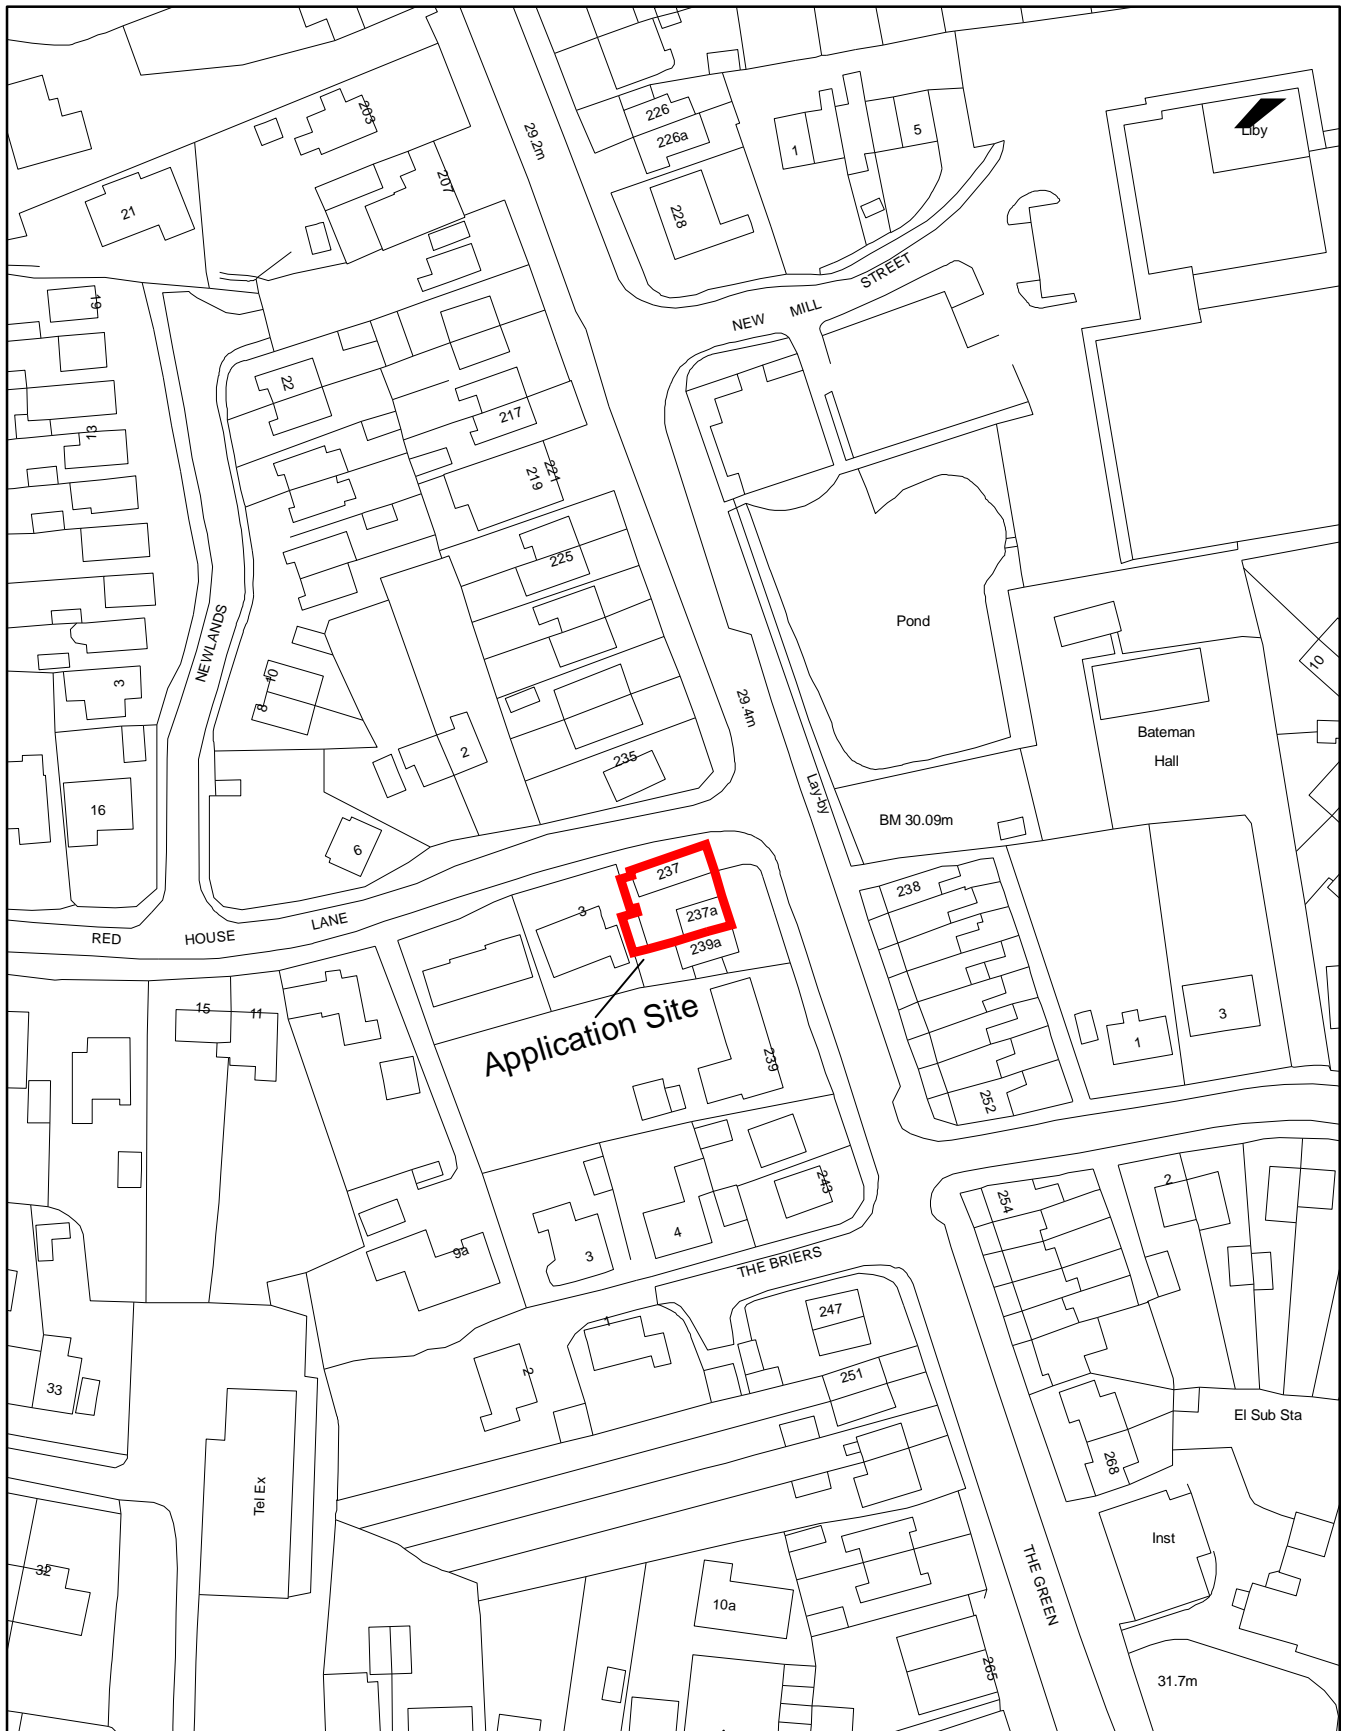 203
29.2m
226
226a
1
5
Liby
21
207
228
STREET
MILL
NEW
19
22
13
217
221
219
225
Pond
NEWLANDS
3
10
8
2
29.4m
10
235
Lay-by
Bateman
Hall
16
6
BM 30.09m
237
238
3
237a
239a
RED
HOUSE
LANE
15
11
Application Site
239
1
3
252
243
254
2
9a
3
4
THE BRIERS
1
247
2
251
33
El Sub Sta
268
Tel Ex
Inst
32
THE GREEN
10a
265
31.7m